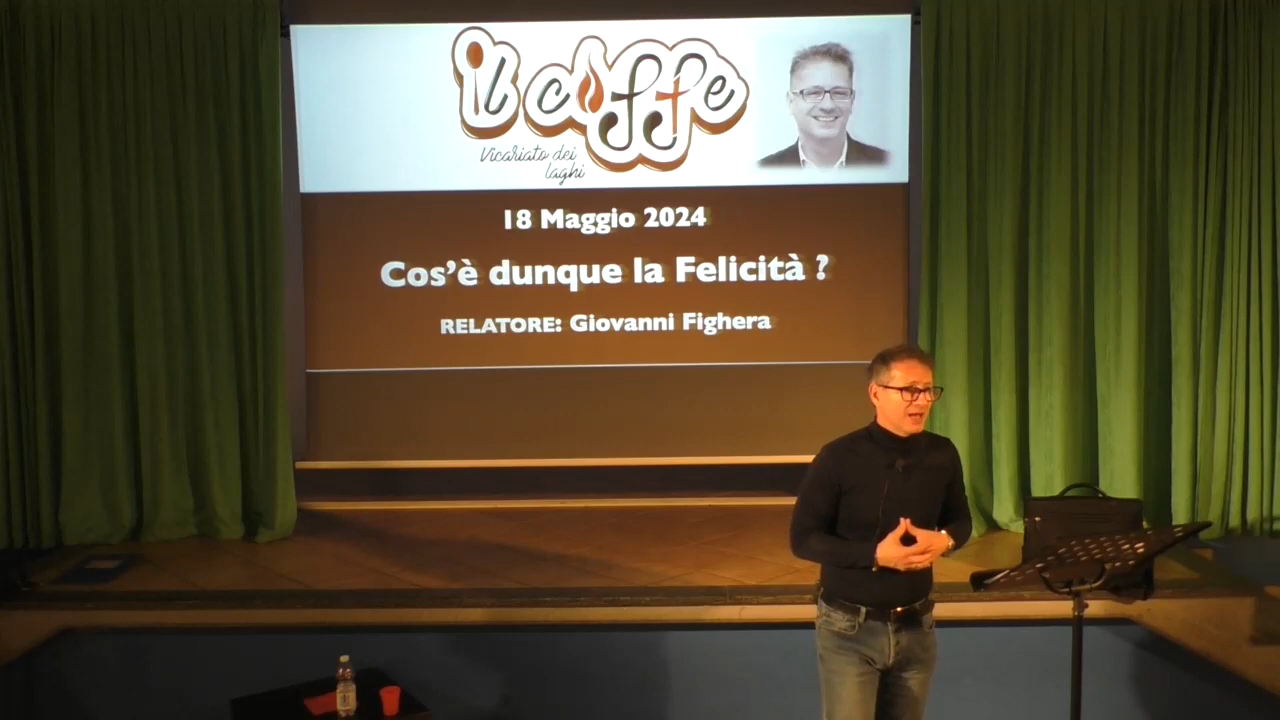 il caffe
Vicariato dei
laghi
18 Maggio 2024
Cos'è dunque la Felicità ?
RELATORE: Giovanni Fighera